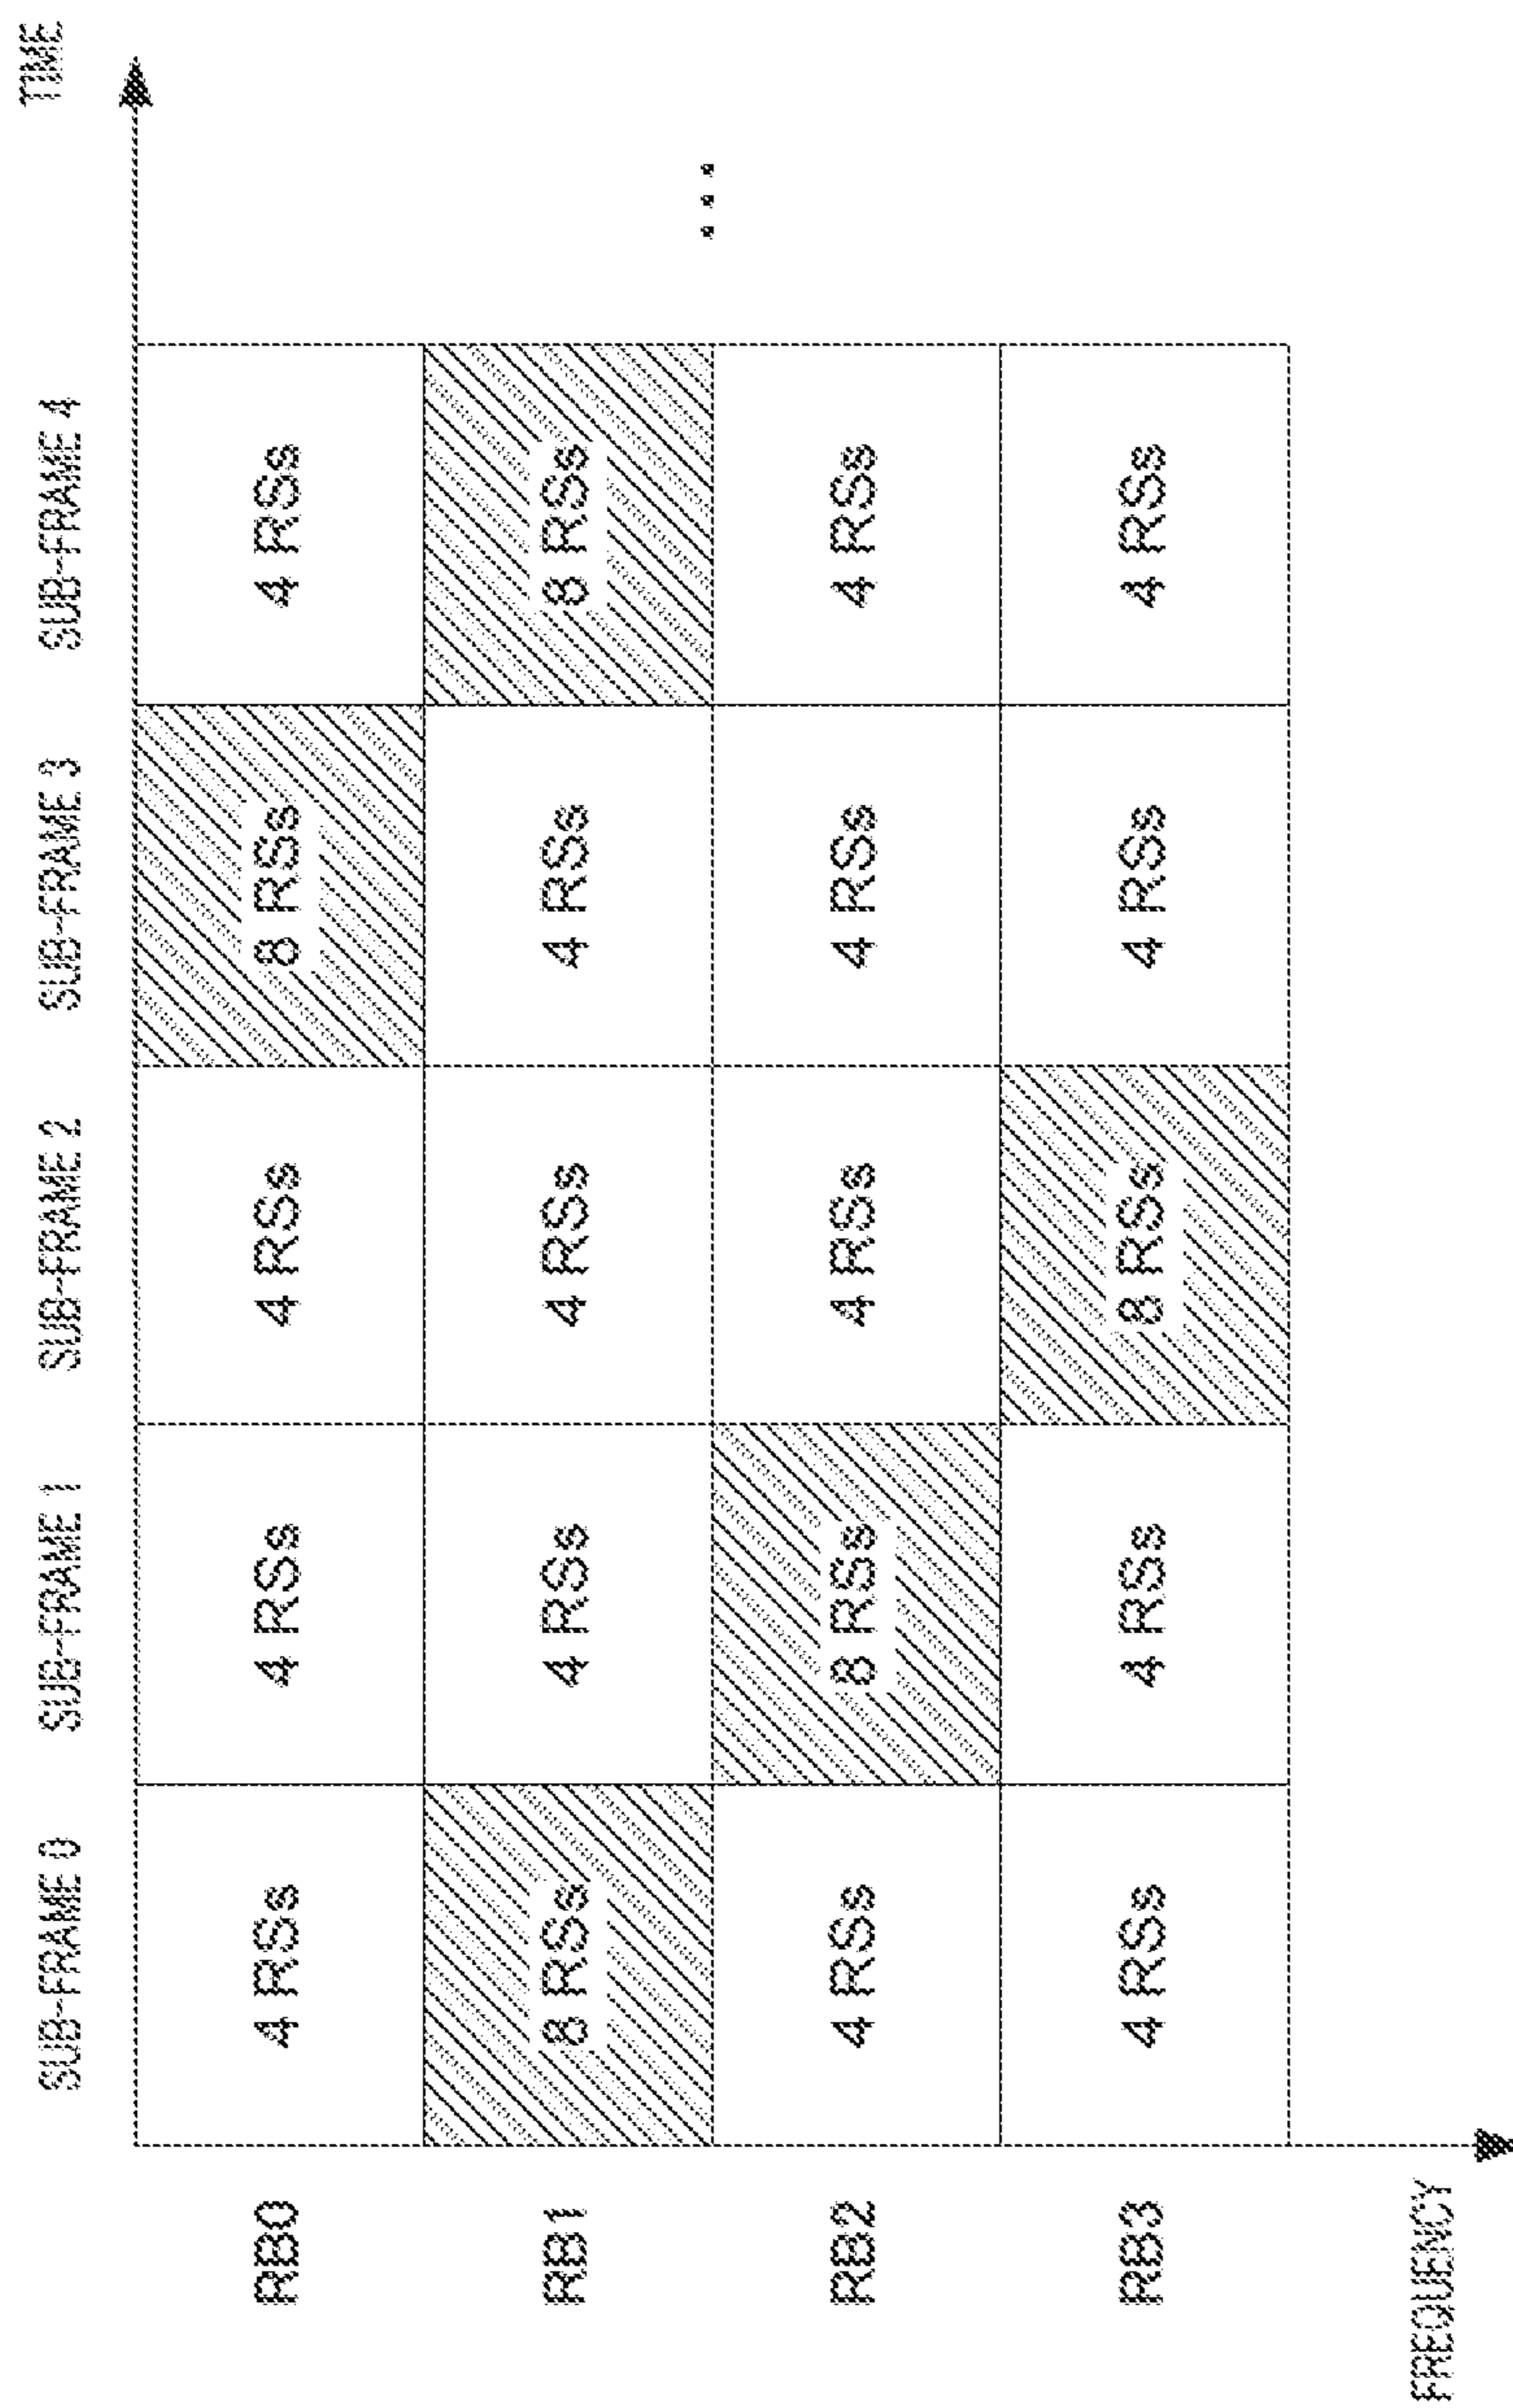 SUB-FRAME 0 SUB-FRAME 1 SUB-FRAME 2 SUB-FRAME 3 SUB-FRAME 4 TIME
RB0 4 RSs 4 RSs 4 RSs 8 RSs 4 RSs
RB1 8 RSs 4 RSs 4 RSs 4 RSs 8 RSs
...
RB2 4 RSs 8 RSs 4 RSs 4 RSs 4 RSs
RB3 4 RSs 4 RSs 8 RSs 4 RSs 4 RSs
FREQUENCY